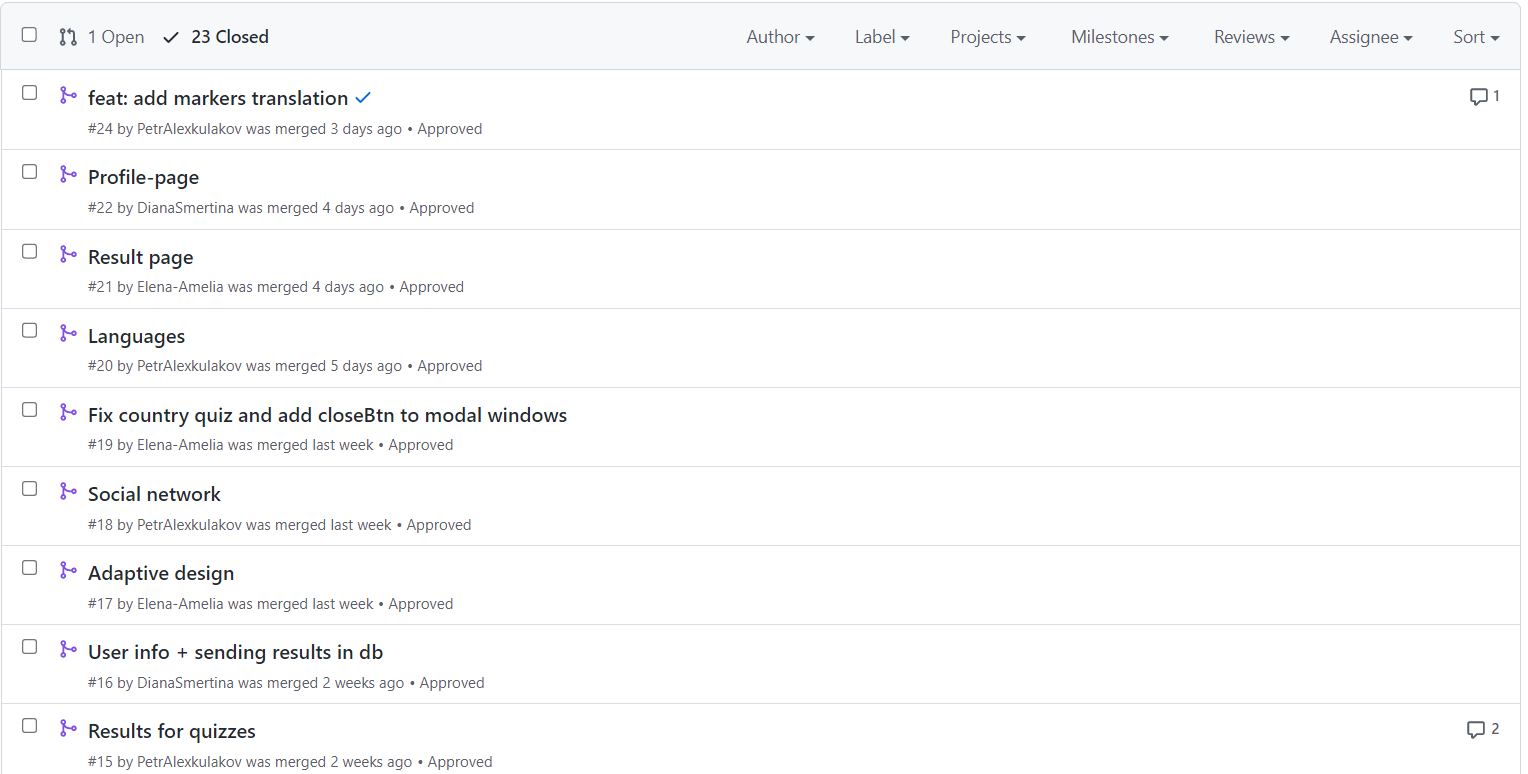 1 Open 23 Closed Author Label Projects Milestones Reviews Assignee Sort
feat: add markers translation 1
#24 by PetrAlexkulakov was merged 3 days ago • Approved
Profile-page
#22 by DianaSmertina was merged 4 days ago • Approved
Result page
#21 by Elena-Amelia was merged 4 days ago • Approved
Languages
#20 by PetrAlexkulakov was merged 5 days ago • Approved
Fix country quiz and add closeBtn to modal windows
#19 by Elena-Amelia was merged last week • Approved
Social network
#18 by PetrAlexkulakov was merged last week • Approved
Adaptive design
#17 by Elena-Amelia was merged last week • Approved
User info + sending results in db
#16 by DianaSmertina was merged 2 weeks ago • Approved
Results for quizzes 2
#15 by PetrAlexkulakov was merged 2 weeks ago • Approved